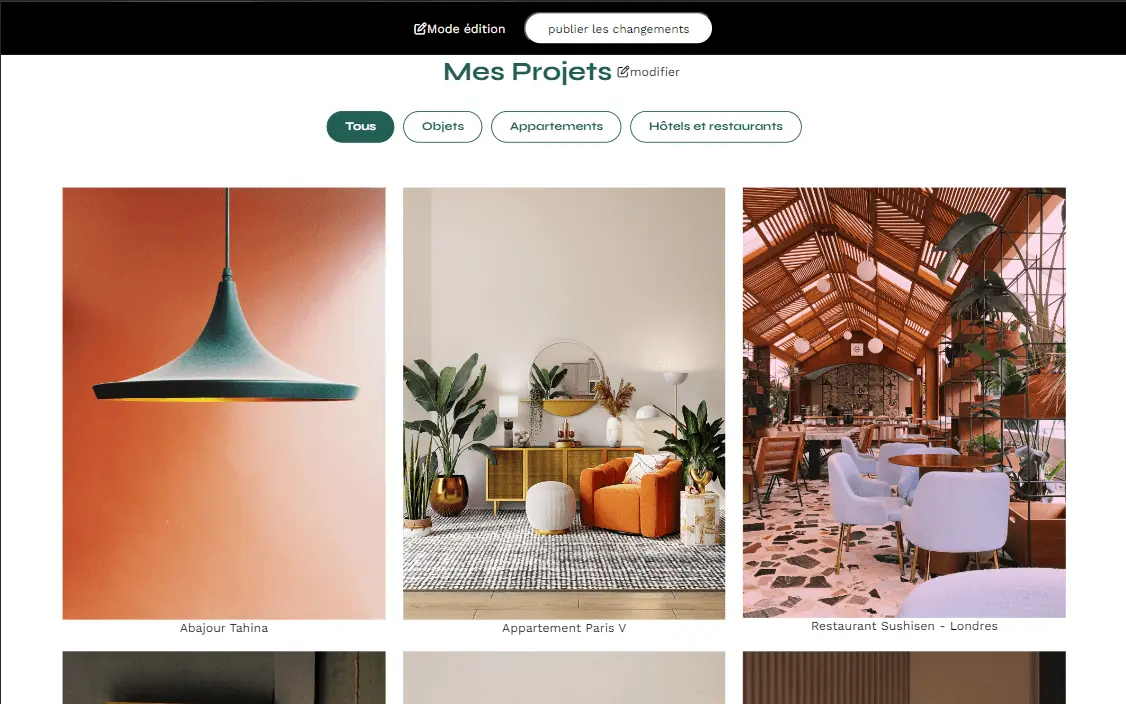 Mode édition publier les changements
Mes Projets modifier
Tous Objets Appartements Hôtels et restaurants
Abajour Tahina Appartement Paris V Restaurant Sushisen - Londres